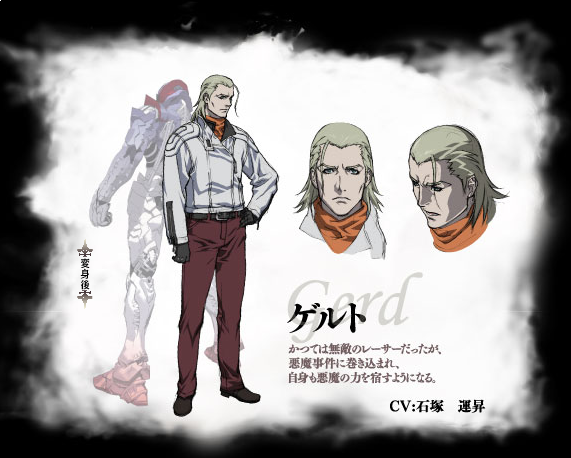 変身後
Gerd
ゲルト
かつては無敵のレーサーだったが、
悪魔事件に巻き込まれ、
自身も悪魔の力を宿すようになる。
CV:石塚　運昇